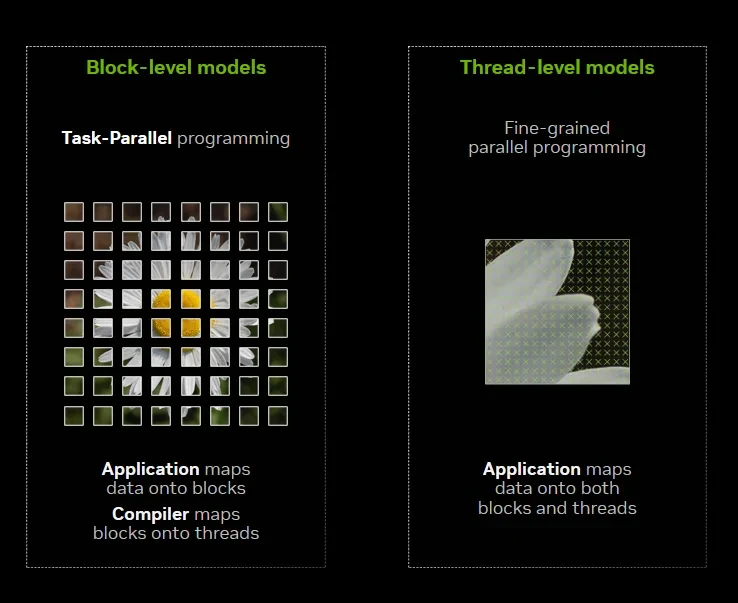 Block-level models
Task-Parallel programming
Application maps
data onto blocks
Compiler maps
blocks onto threads
Thread-level models
Fine-grained
parallel programming
Application maps
data onto both
blocks and threads